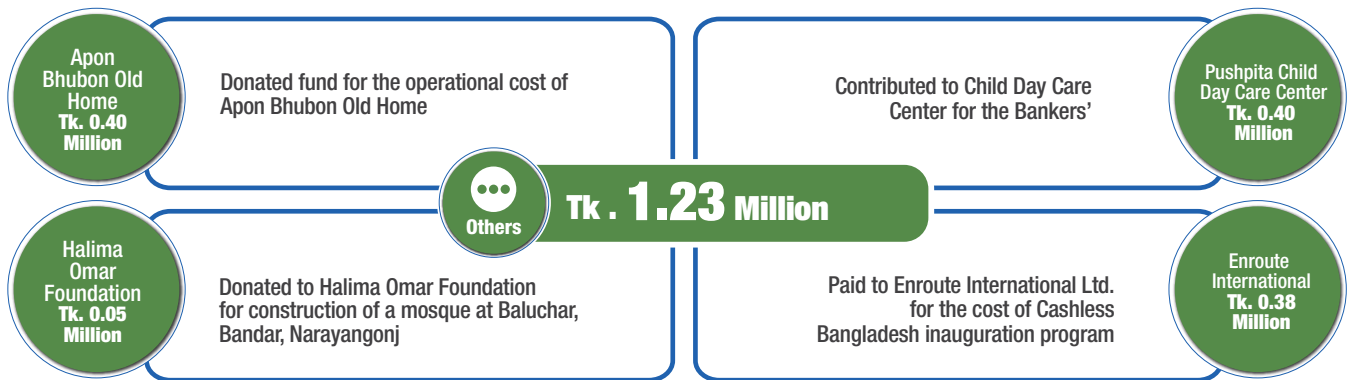 Apon
Bhubon Old
Home
Tk. 0.40
Million
Donated fund for the operational cost of
Apon Bhubon Old Home
Contributed to Child Day Care
Center for the Bankers’
Pushpita Child
Day Care Center
Tk. 0.40
Million
Others
Tk . 1.23 Million
Halima
Omar
Foundation
Tk. 0.05
Million
Donated to Halima Omar Foundation
for construction of a mosque at Baluchar,
Bandar, Narayangonj
Paid to Enroute International Ltd.
for the cost of Cashless
Bangladesh inauguration program
Enroute
International
Tk. 0.38
Million